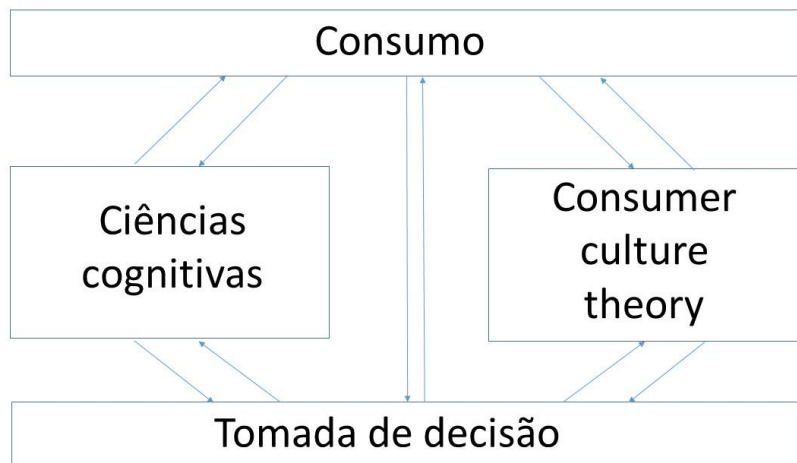 Consumo
Ciências
cognitivas
Consumer
culture
theory
Tomada de decisão